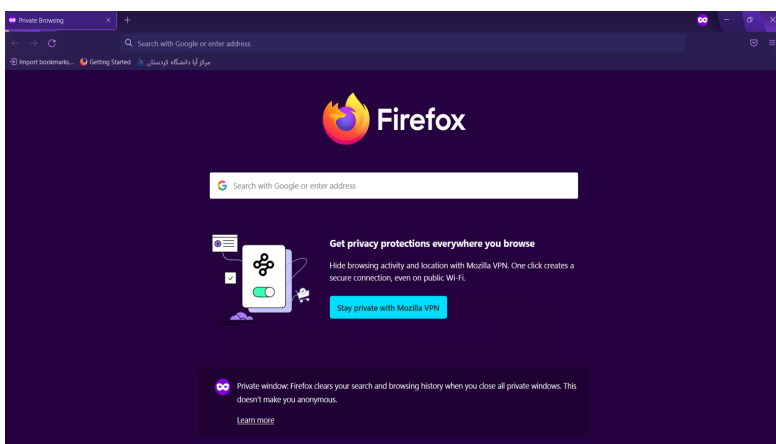 Private Browsing
Search with Google or enter address
Import bookmarks...
Getting Started
مرکز آپا دانشگاه کردستان
Firefox
Search with Google or enter address
Get privacy protections everywhere you browse
Hide browsing activity and location with Mozilla VPN. One click creates a
secure connection, even on public Wi-Fi.
Stay private with Mozilla VPN
Private window: Firefox clears your search and browsing history when you close all private windows. This
doesn't make you anonymous.
Learn more